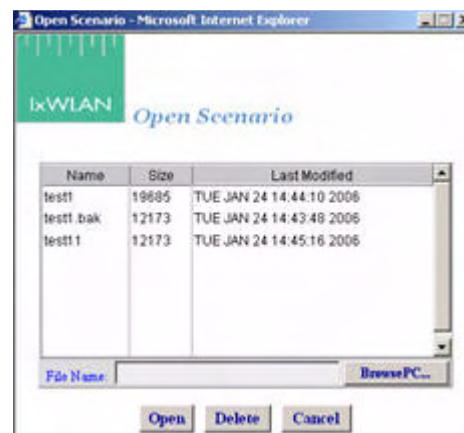 Open Scenario - Microsoft Internet Explorer
IxWLAN
Open Scenario
Name Size Last Modified
test1 19685 TUE JAN 24 14:44:10 2006
test1.bak 12173 TUE JAN 24 14:43:48 2006
test11 12173 TUE JAN 24 14:45:16 2006
File Name: BrowsePC...
Open Delete Cancel